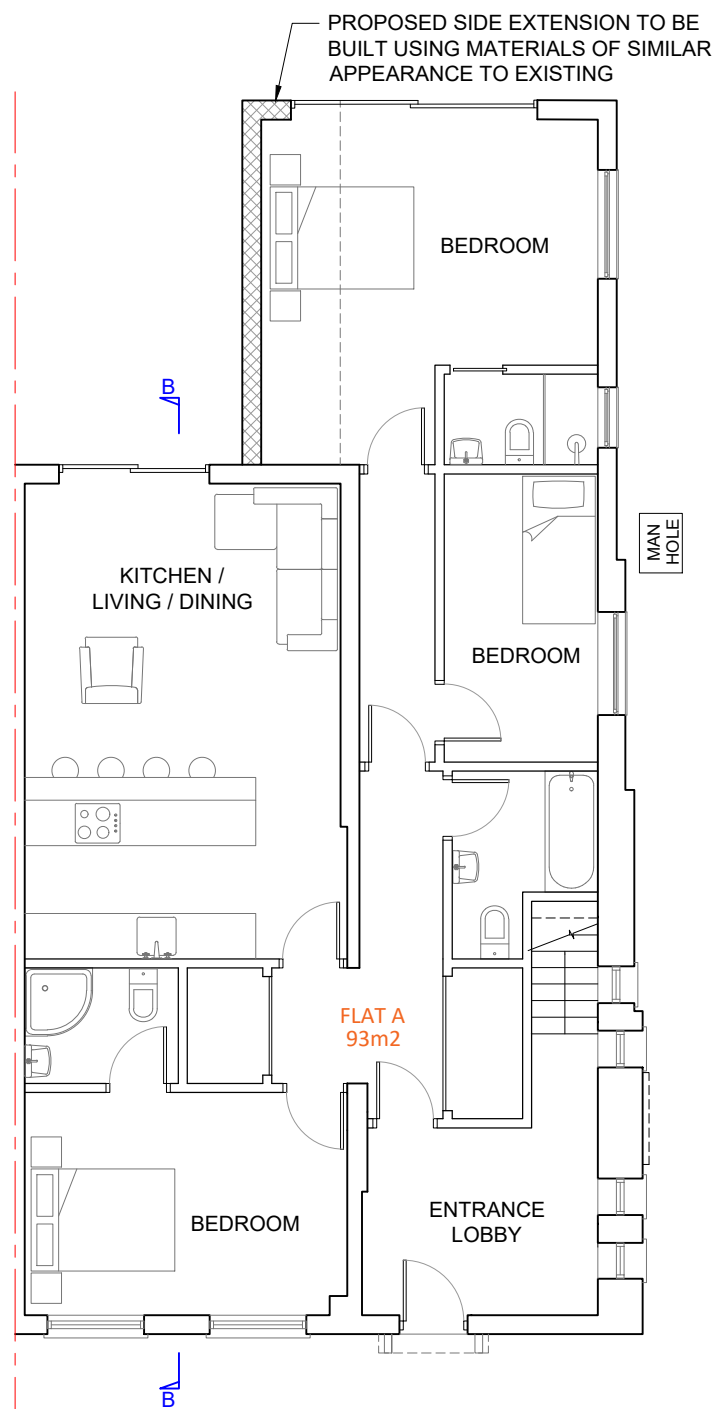 PROPOSED SIDE EXTENSION TO BE
BUILT USING MATERIALS OF SIMILAR
APPEARANCE TO EXISTING
BEDROOM
B
MAN
HOLE
KITCHEN /
LIVING / DINING
BEDROOM
FLAT A
93m2
BEDROOM
ENTRANCE
LOBBY
B